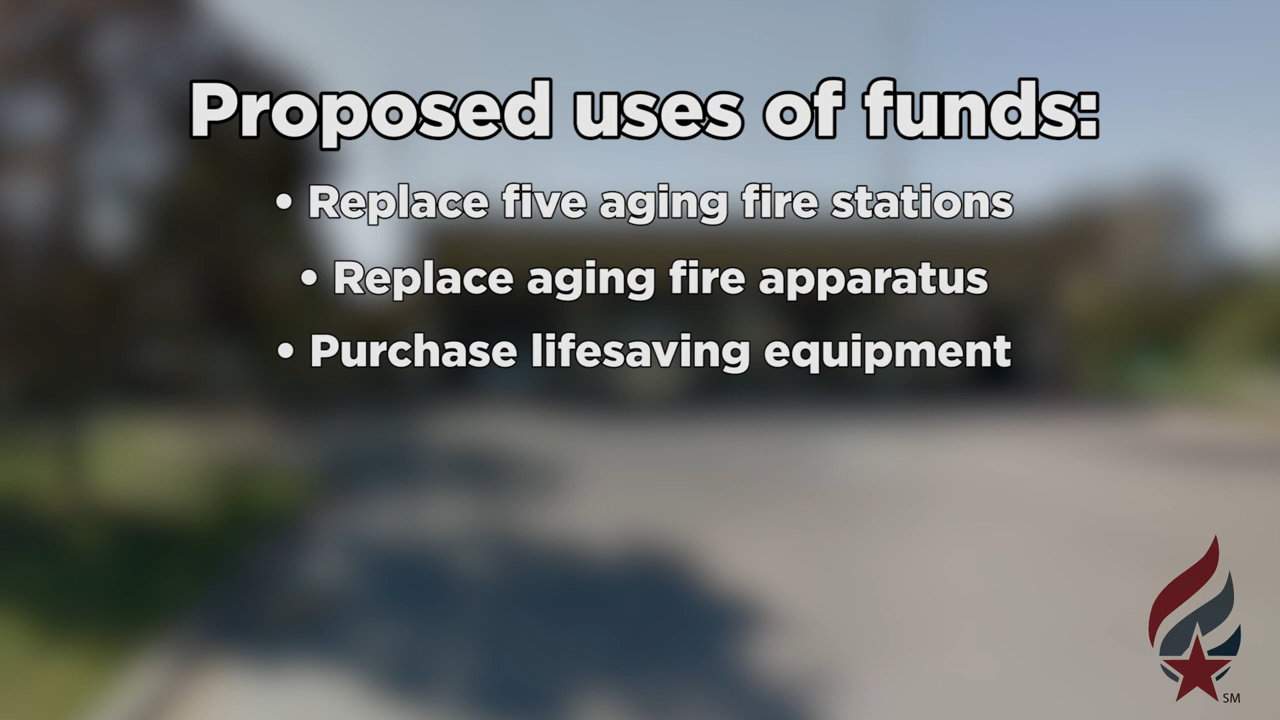 Proposed uses of funds:
• Replace five aging fire stations
• Replace aging fire apparatus
• Purchase lifesaving equipment
SM